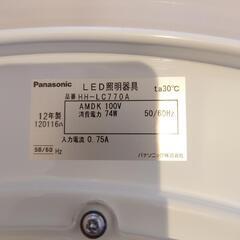 Panasonic LED照明器具 ta30℃
品番 HH-LC770A
AMDK 100V
12年製 消費電力 74W 50/60Hz
120116n
入力電流 0.75A
50/60 Hz
パナソニック株式会社